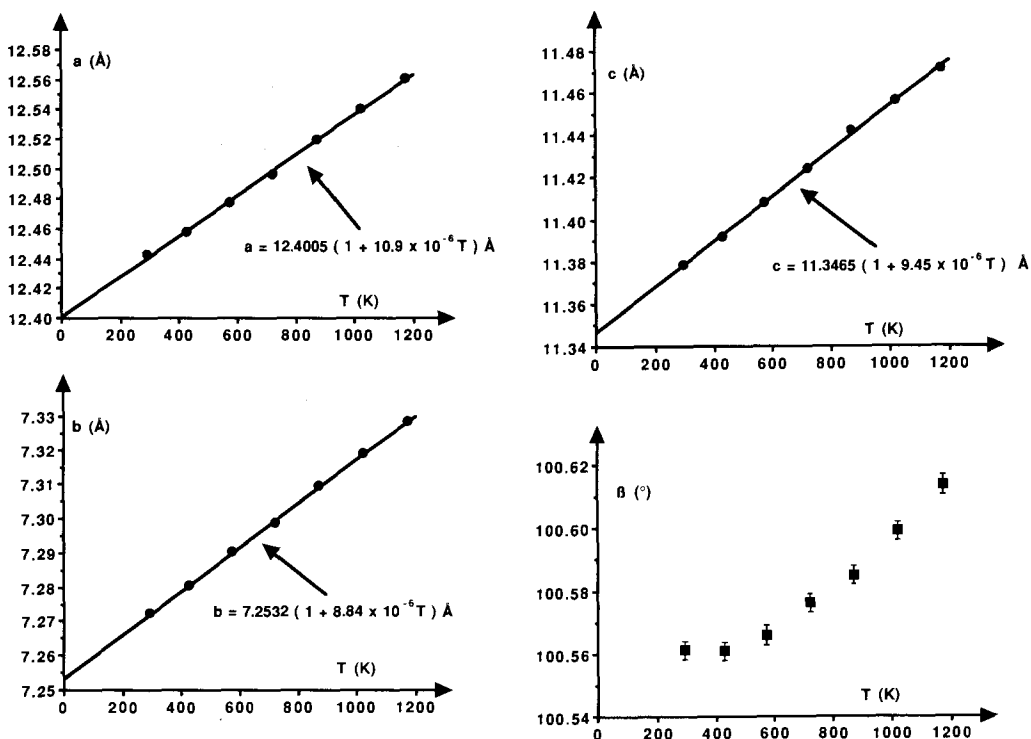 12.58
a (Å)
12.56
12.54
12.52
12.50
12.48
12.46
12.44
12.42
12.40
a = 12.4005 ( 1 + 10.9 x 10⁻⁶ T ) Å
T (K)
0 200 400 600 800 1000 1200
11.48
c (Å)
11.46
11.44
11.42
11.40
11.38
11.36
11.34
c = 11.3465 ( 1 + 9.45 x 10⁻⁶ T ) Å
T (K)
0 200 400 600 800 1000 1200
7.33
b (Å)
7.32
7.31
7.30
7.29
7.28
7.27
7.26
7.25
b = 7.2532 ( 1 + 8.84 x 10⁻⁶ T ) Å
T (K)
0 200 400 600 800 1000 1200
100.62
ß (°)
100.60
100.58
100.56
100.54
T (K)
0 200 400 600 800 1000 1200